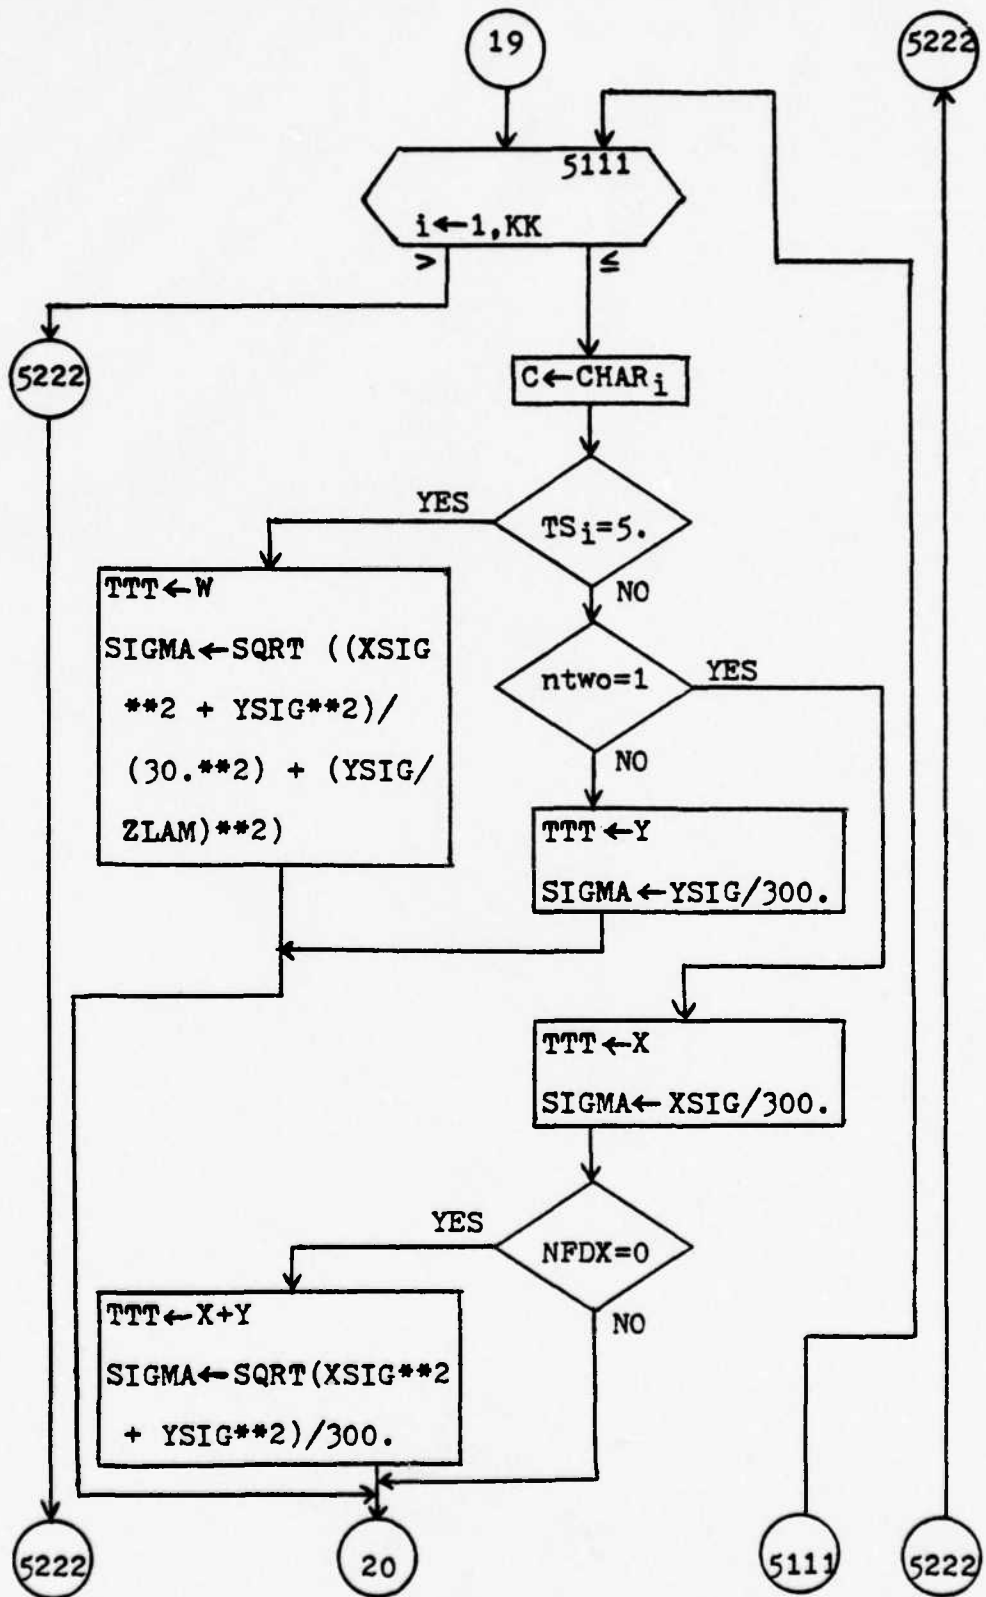 19
5222
5111
i←1,KK
>
≤
5222
C←CHARi
YES
TSi=5.
NO
TTT←W
SIGMA←SQRT ((XSIG
**2 + YSIG**2)/
(30.**2) + (YSIG/
ZLAM)**2)
ntwo=1
YES
NO
TTT←Y
SIGMA←YSIG/300.
TTT←X
SIGMA←XSIG/300.
YES
NFDX=0
NO
TTT←X+Y
SIGMA←SQRT(XSIG**2
+ YSIG**2)/300.
5222
20
5111
5222